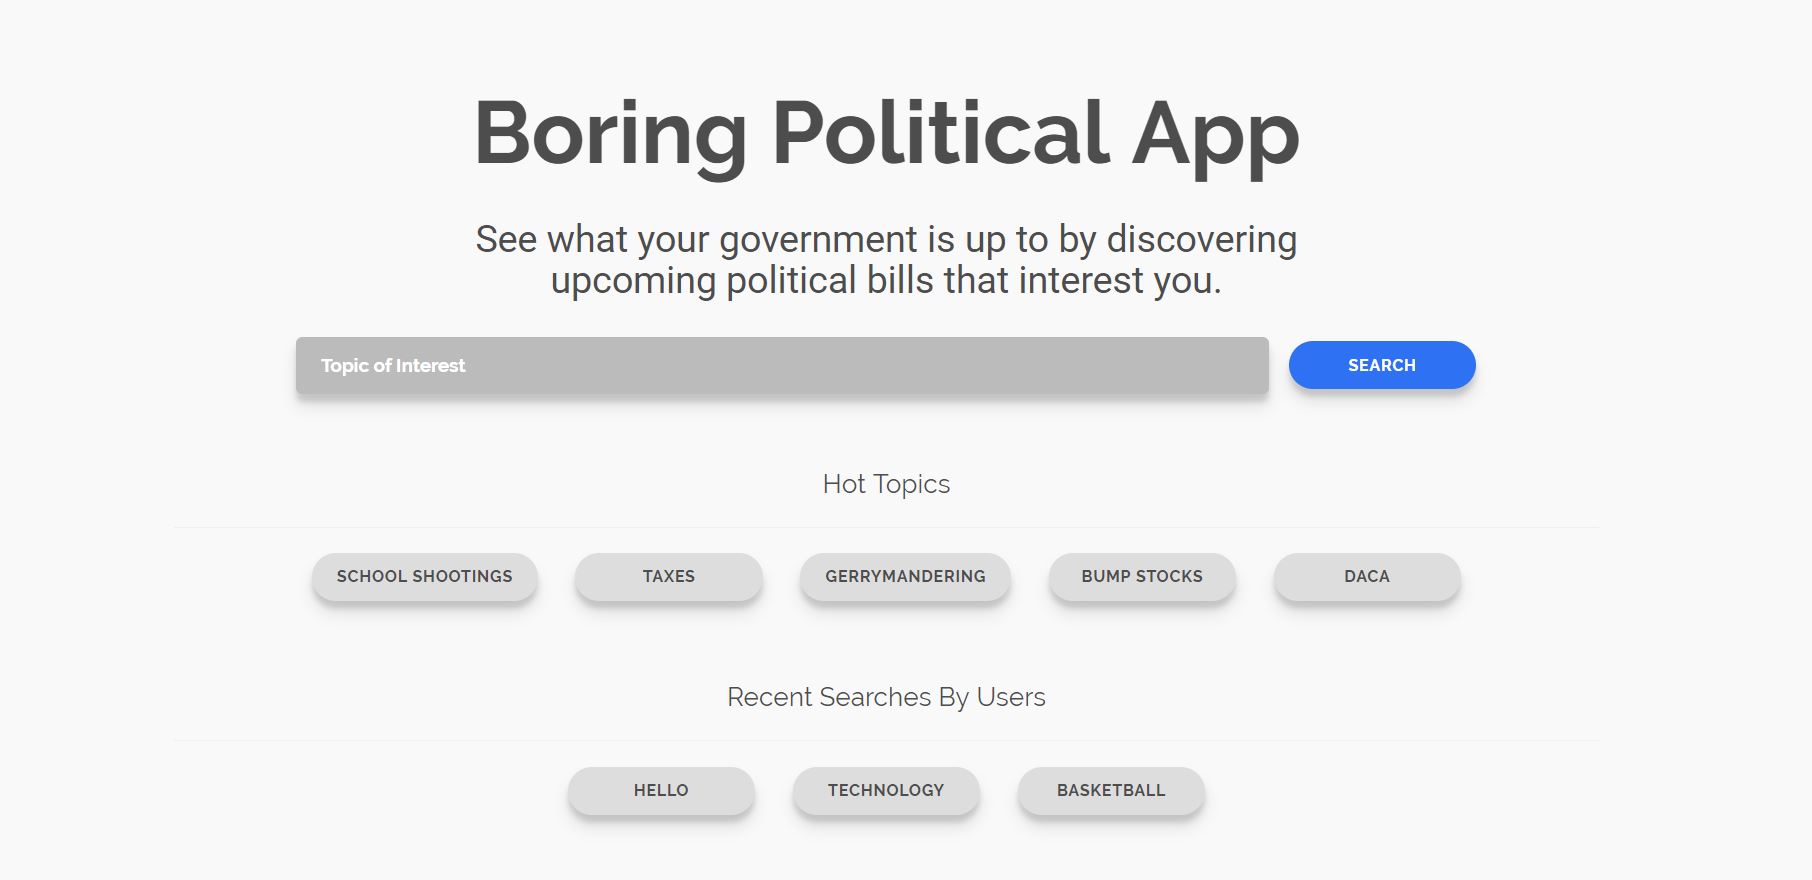 Boring Political App
See what your government is up to by discovering
upcoming political bills that interest you.
Topic of Interest
SEARCH
Hot Topics
SCHOOL SHOOTINGS
TAXES
GERRYMANDERING
BUMP STOCKS
DACA
Recent Searches By Users
HELLO
TECHNOLOGY
BASKETBALL